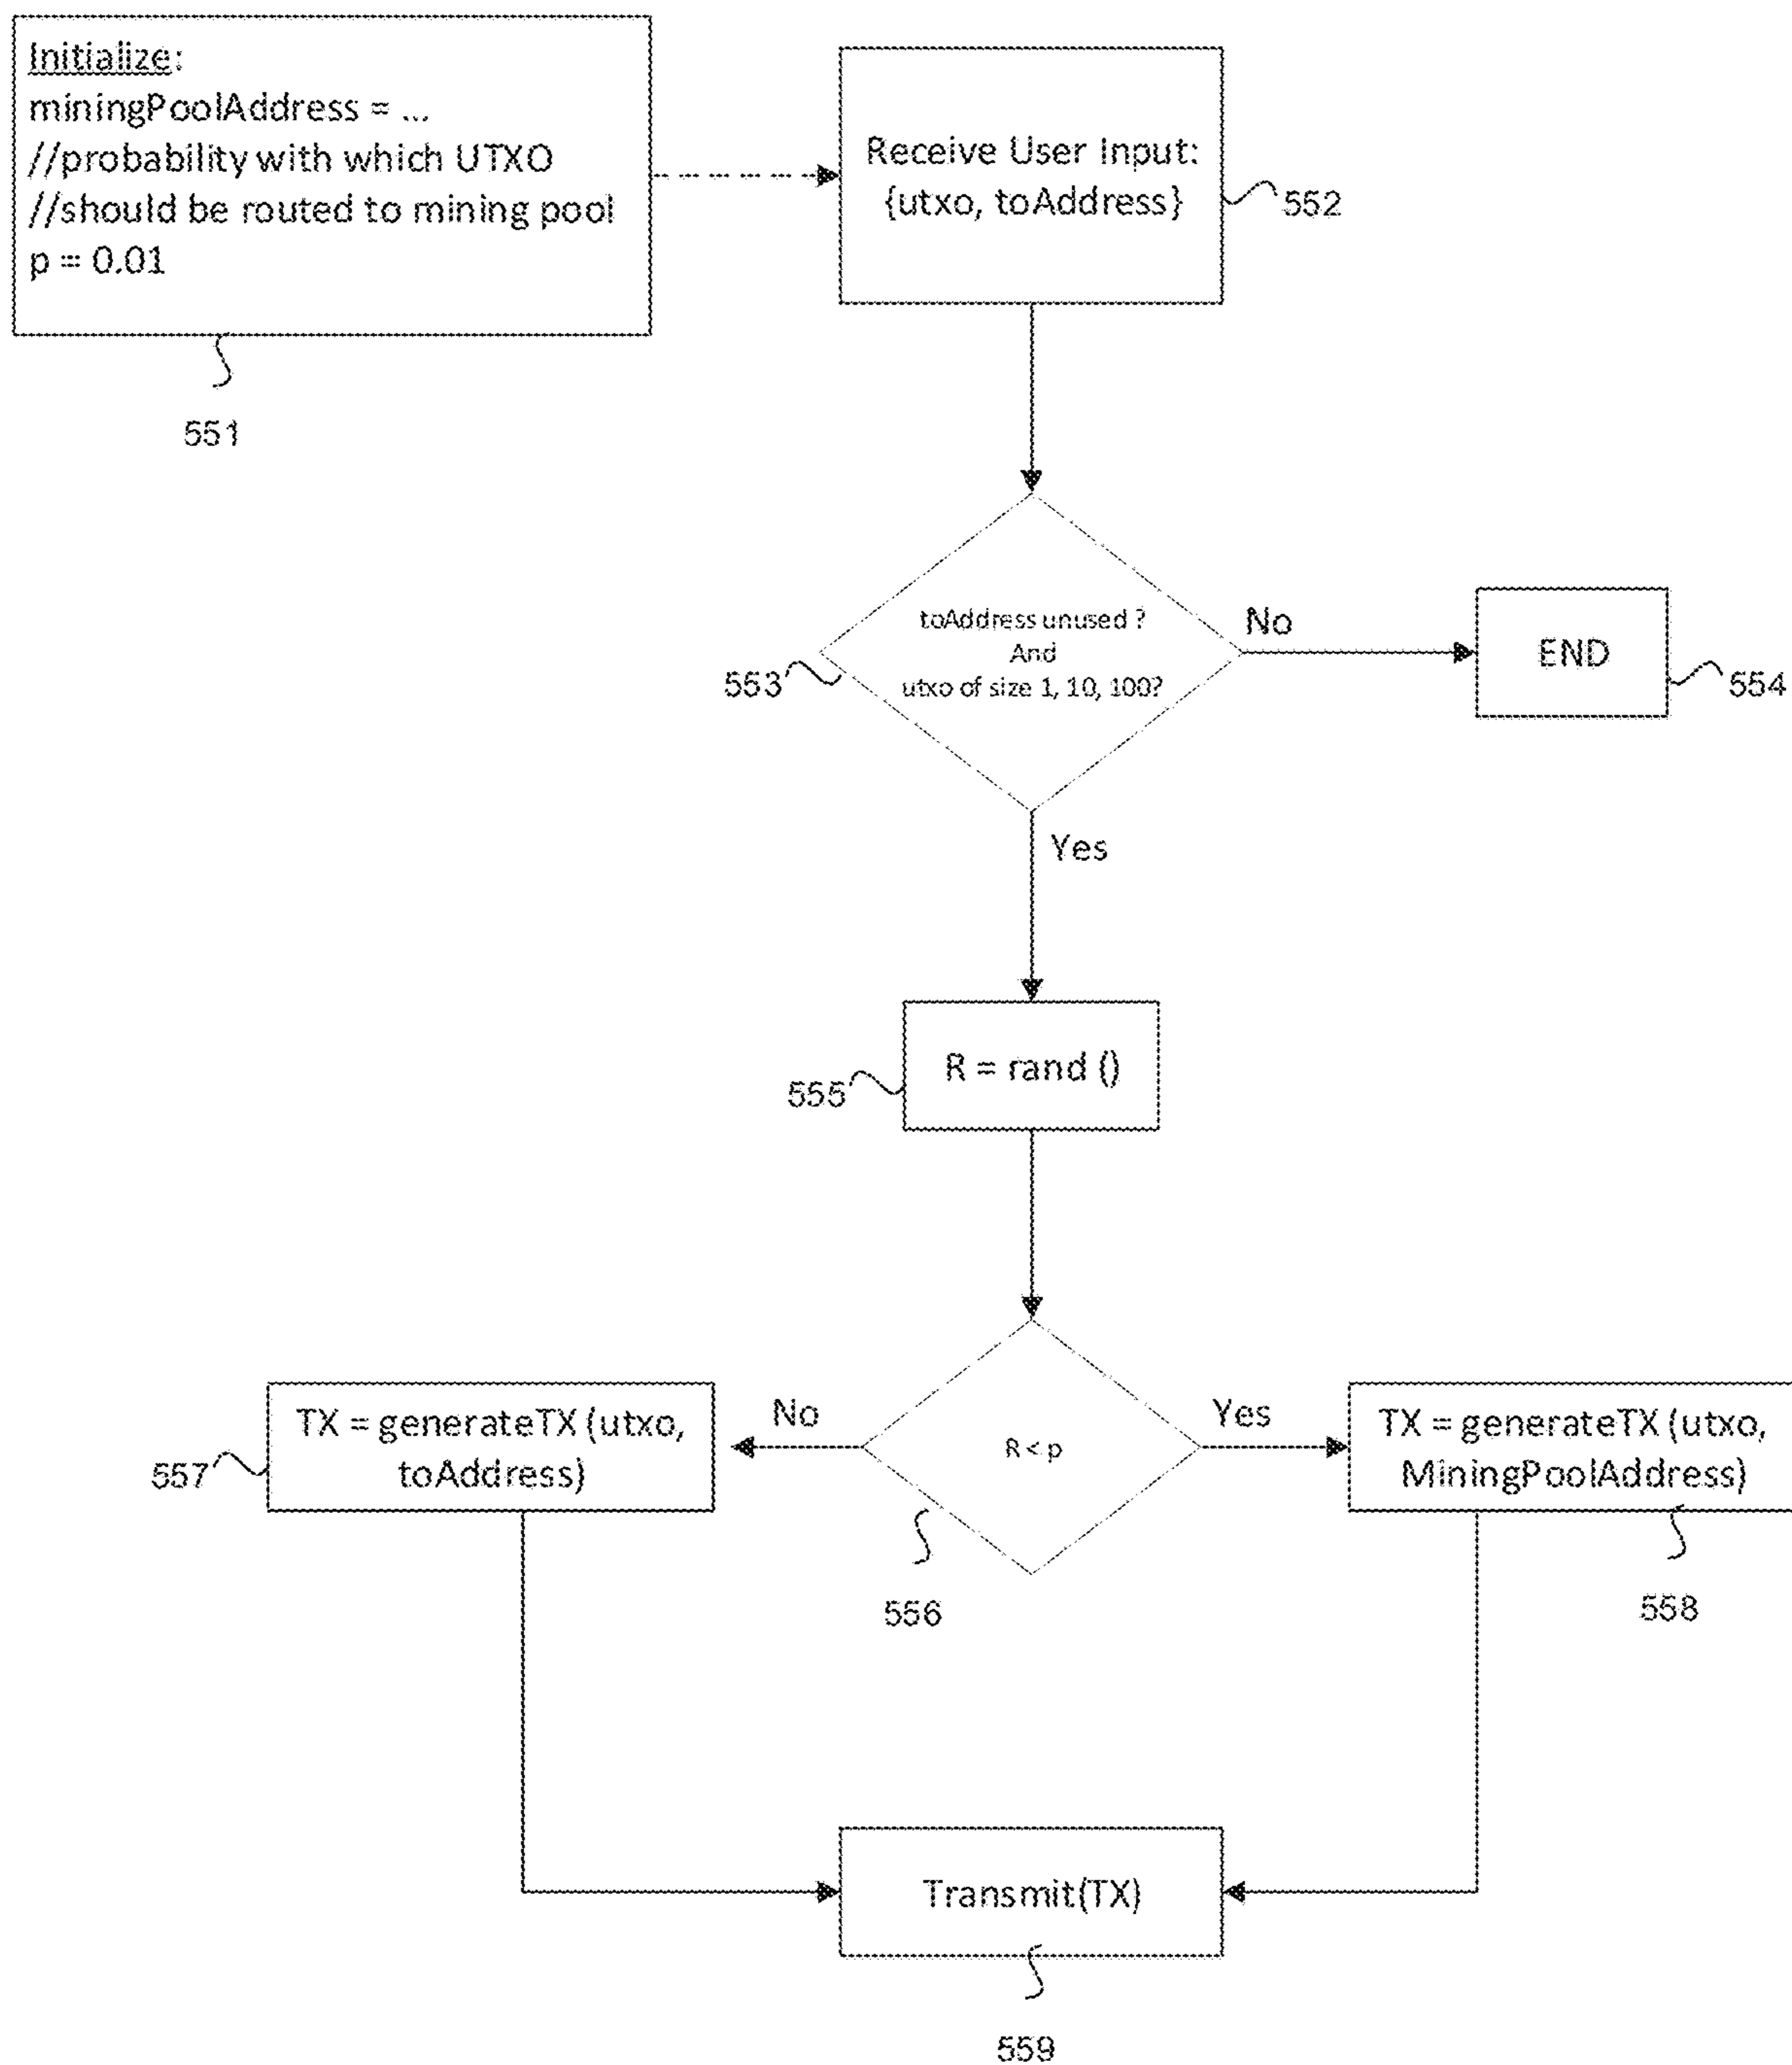 Initialize:
miningPoolAddress = ...
//probability with which UTXO
//should be routed to mining pool
p = 0.01
551
Receive User Input:
{utxo, toAddress}
552
toAddress unused ?
And
utxo of size 1, 10, 100?
553
No
END
554
Yes
R = rand ()
555
R < p
556
No
TX = generateTX (utxo,
toAddress)
557
Yes
TX = generateTX (utxo,
MiningPoolAddress)
558
Transmit(TX)
559